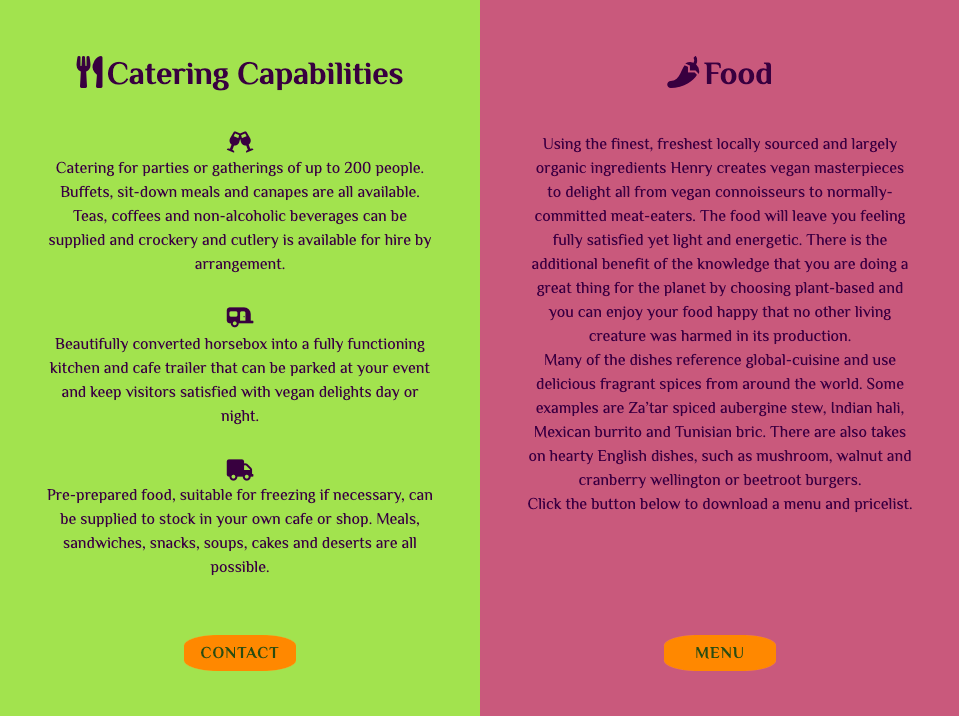 Catering Capabilities
Catering for parties or gatherings of up to 200 people.
Buffets, sit-down meals and canapes are all available.
Teas, coffees and non-alcoholic beverages can be
supplied and crockery and cutlery is available for hire by
arrangement.
Beautifully converted horsebox into a fully functioning
kitchen and cafe trailer that can be parked at your event
and keep visitors satisfied with vegan delights day or
night.
Pre-prepared food, suitable for freezing if necessary, can
be supplied to stock in your own cafe or shop. Meals,
sandwiches, snacks, soups, cakes and deserts are all
possible.
CONTACT
Food
Using the finest, freshest locally sourced and largely
organic ingredients Henry creates vegan masterpieces
to delight all from vegan connoisseurs to normally-
committed meat-eaters. The food will leave you feeling
fully satisfied yet light and energetic. There is the
additional benefit of the knowledge that you are doing a
great thing for the planet by choosing plant-based and
you can enjoy your food happy that no other living
creature was harmed in its production.
Many of the dishes reference global-cuisine and use
delicious fragrant spices from around the world. Some
examples are Za'tar spiced aubergine stew, Indian hali,
Mexican burrito and Tunisian bric. There are also takes
on hearty English dishes, such as mushroom, walnut and
cranberry wellington or beetroot burgers.
Click the button below to download a menu and pricelist.
MENU